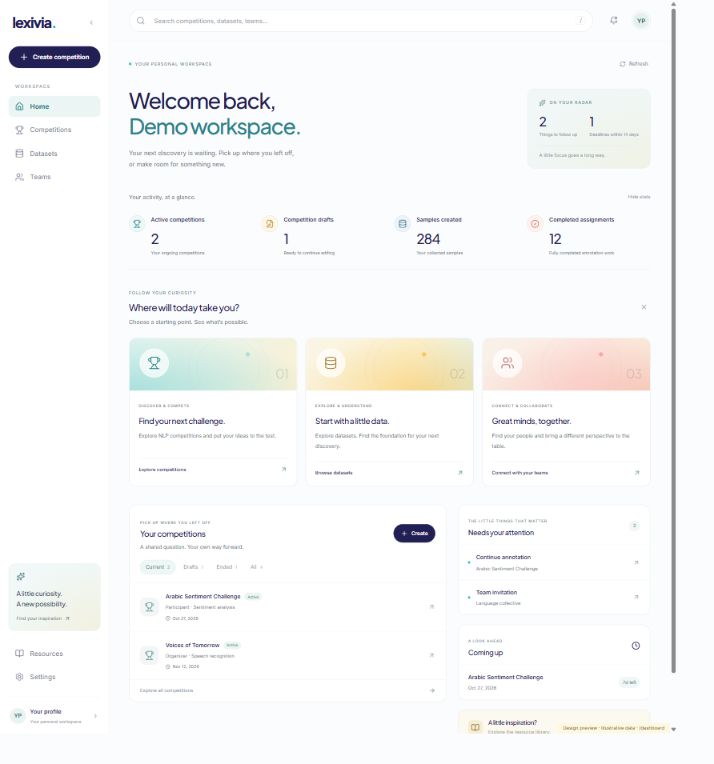 lexivia.
Create competition
WORKSPACE
Home
Competitions
Datasets
Teams
A little curiosity.
A new possibility.
Find your inspiration
Resources
Settings
YP
Your profile
Your personal workspace
Search competitions, datasets, teams...
/
YP
YOUR PERSONAL WORKSPACE
Refresh
Welcome back,
Demo workspace.
Your next discovery is waiting. Pick up where you left off,
or make room for something new.
ON YOUR RADAR
2
Things to follow up
1
Deadlines within 14 days
A little focus goes a long way.
Your activity, at a glance.
Hide stats
Active competitions
2
Your ongoing competitions
Competition drafts
1
Ready to continue editing
Samples created
284
Your collected samples
Completed assignments
12
Fully completed annotation work
FOLLOW YOUR CURIOSITY
Where will today take you?
Choose a starting point. See what's possible.
01
DISCOVER & COMPETE
Find your next challenge.
Explore NLP competitions and put your ideas to the test.
Explore competitions
02
EXPLORE & UNDERSTAND
Start with a little data.
Explore datasets. Find the foundation for your next
discovery.
Browse datasets
03
CONNECT & COLLABORATE
Great minds, together.
Find your people and bring a different perspective to the
table.
Connect with your teams
PICK UP WHERE YOU LEFT OFF
Your competitions
A shared question. Your own way forward.
Create
Current 2
Drafts 1
Ended 1
All 4
Arabic Sentiment Challenge
Active
Participant · Sentiment analysis
Oct 27, 2026
Voices of Tomorrow
Active
Organizer · Speech recognition
Nov 12, 2026
Explore all competitions
THE LITTLE THINGS THAT MATTER
Needs your attention
2
Continue annotation
Arabic Sentiment Challenge
Team invitation
Language collective
A LOOK AHEAD
Coming up
Arabic Sentiment Challenge
Oct 27, 2026
A little inspiration?
Explore the resource library.
Design preview · Illustrative data · /dashboard